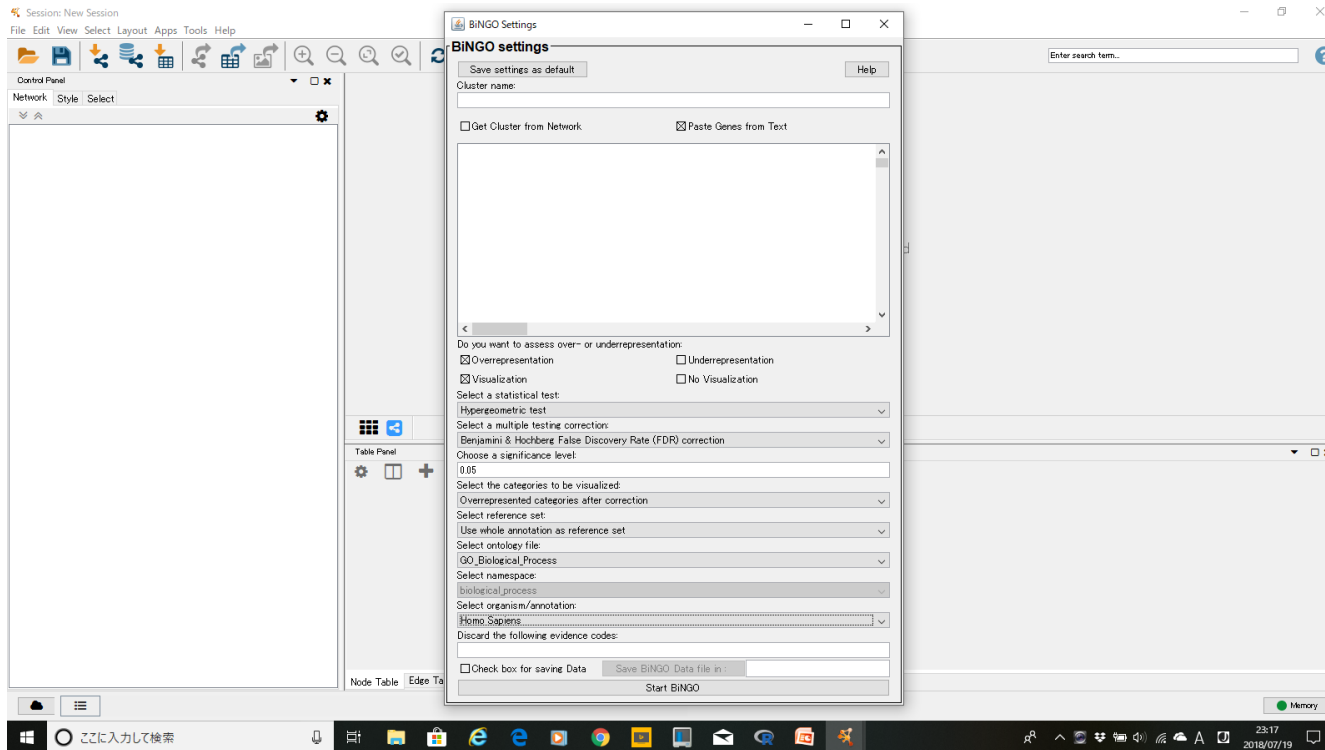 Session: New Session
File Edit View Select Layout Apps Tools Help
Enter search term...
Control Panel
Network Style Select
BiNGO Settings
BiNGO settings
Save settings as default
Help
Cluster name:
Get Cluster from Network
Paste Genes from Text
Do you want to assess over- or underrepresentation:
Overrepresentation
Underrepresentation
Visualization
No Visualization
Select a statistical test:
Hypergeometric test
Select a multiple testing correction:
Benjamini & Hochberg False Discovery Rate (FDR) correction
Choose a significance level:
0.05
Select the categories to be visualized:
Overrepresented categories after correction
Select reference set:
Use whole annotation as reference set
Select ontology file:
GO_Biological_Process
Select namespace:
biological_process
Select organism/annotation:
Homo Sapiens
Discard the following evidence codes:
Check box for saving Data
Save BiNGO Data file in :
Start BiNGO
Table Panel
Node Table Edge Ta
Memory
ここに入力して検索
A
23:17
2018/07/19